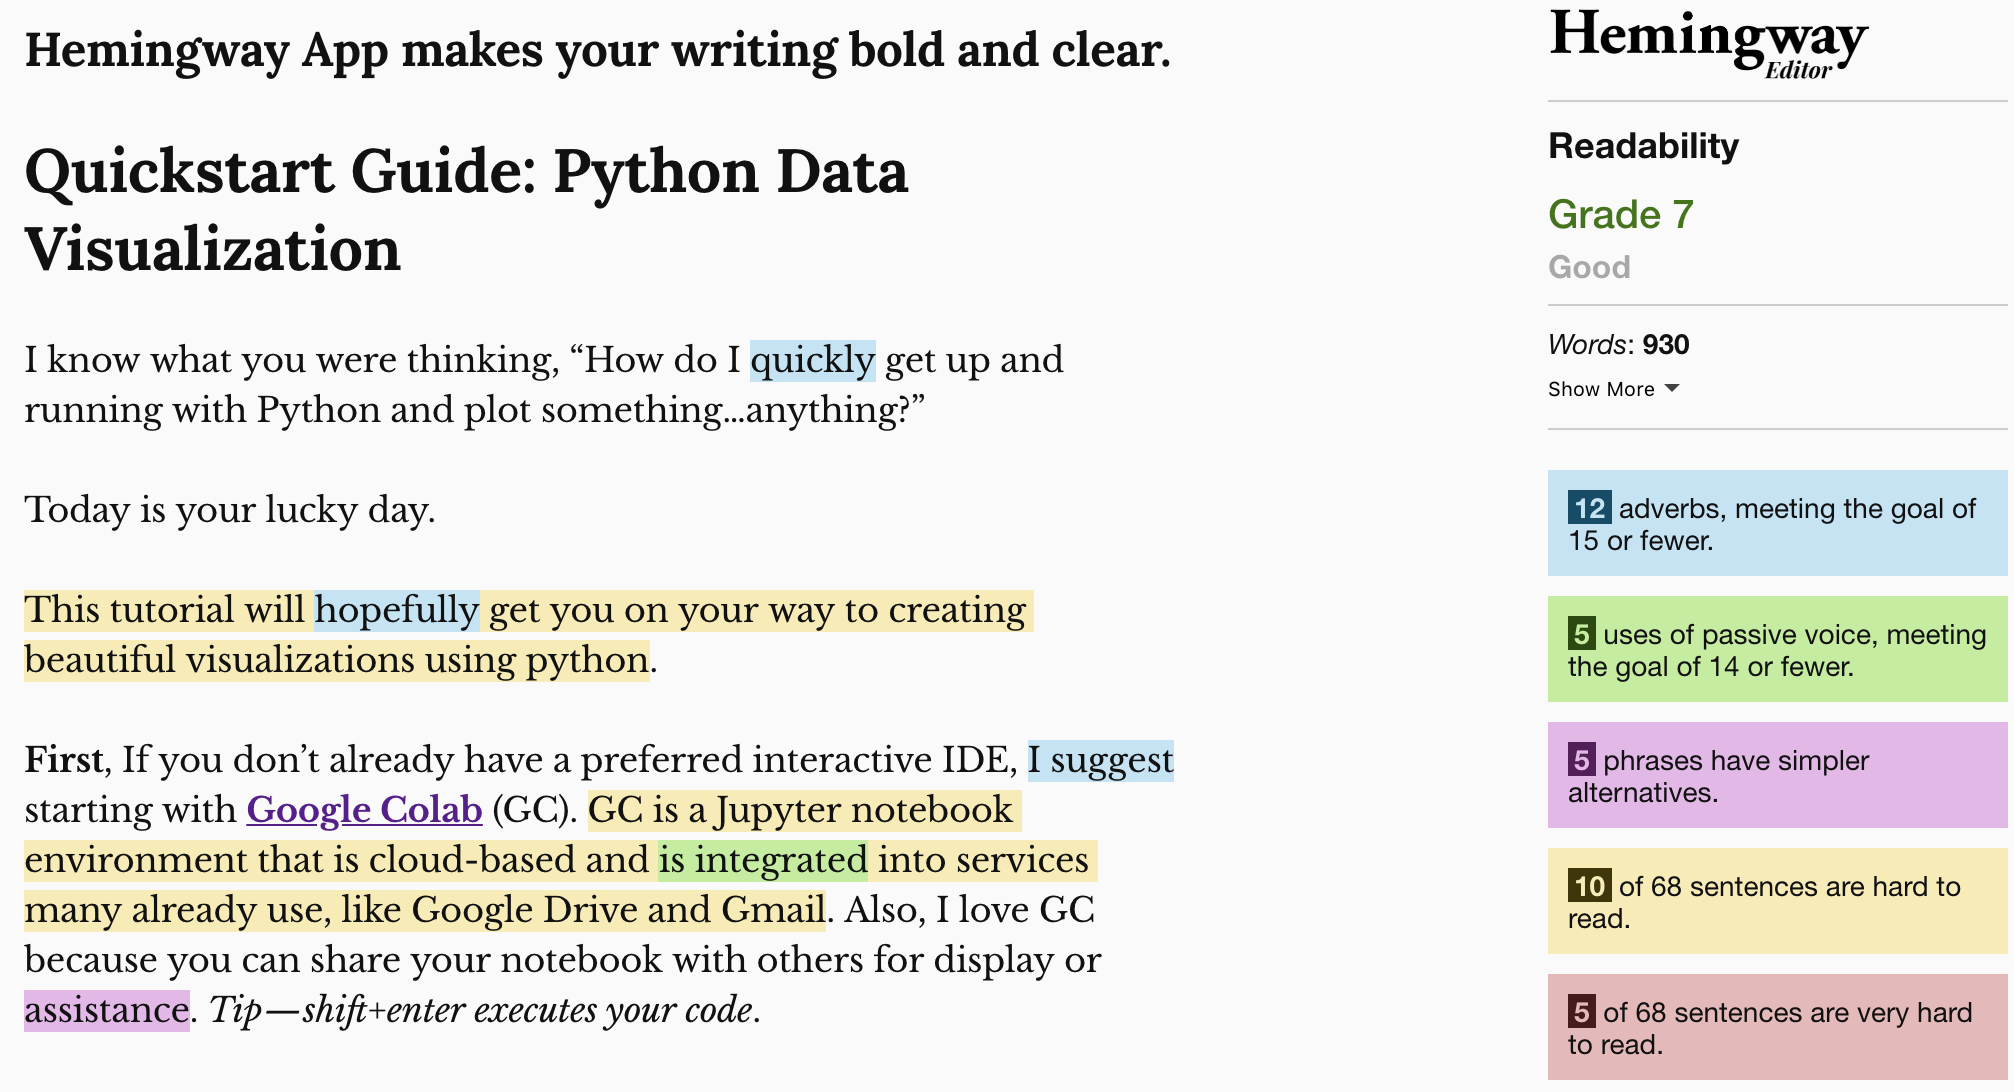 Hemingway App makes your writing bold and clear.
Quickstart Guide: Python Data
Visualization
I know what you were thinking, “How do I quickly get up and
running with Python and plot something…anything?”
Today is your lucky day.
This tutorial will hopefully get you on your way to creating
beautiful visualizations using python.
First, If you don’t already have a preferred interactive IDE, I suggest
starting with Google Colab (GC). GC is a Jupyter notebook
environment that is cloud-based and is integrated into services
many already use, like Google Drive and Gmail. Also, I love GC
because you can share your notebook with others for display or
assistance. Tip—shift+enter executes your code.
Hemingway
Editor
Readability
Grade 7
Good
Words: 930
Show More
12 adverbs, meeting the goal of
15 or fewer.
5 uses of passive voice, meeting
the goal of 14 or fewer.
5 phrases have simpler
alternatives.
10 of 68 sentences are hard to
read.
5 of 68 sentences are very hard
to read.